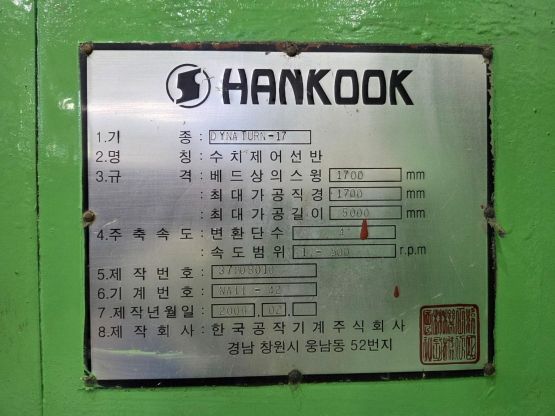 HANKOOK
1.기 종: DYNATURN-17
2.명 칭: 수치제어선반
3.규 격: 베드상의스윙 1700 mm
최대가공직경 1700 mm
최대가공길이 5000 mm
4.주축속도: 변환단수 4
속도범위 r.p.m
5.제작번호:
6.기계번호:
7.제작년월일:
8.제작회사: 한국공작기계주식회사
경남 창원시 웅남동 52번지